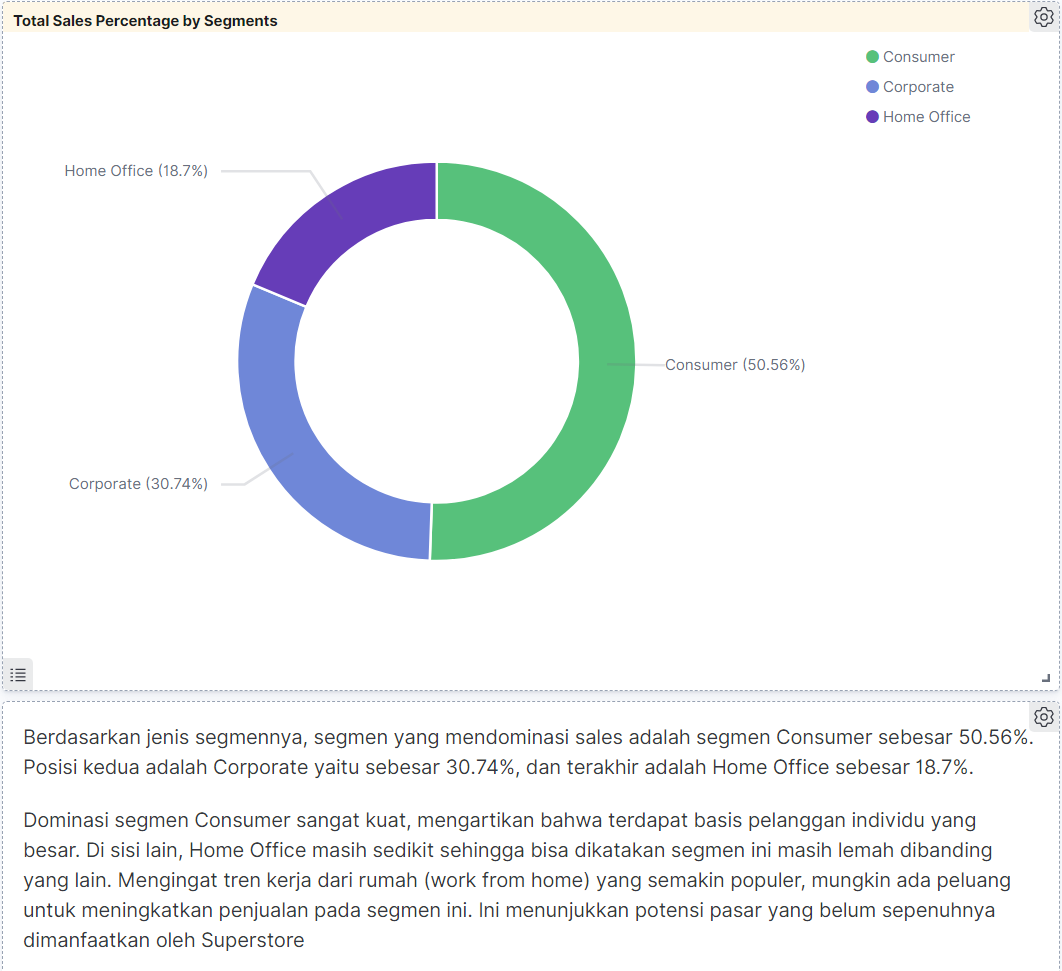 Total Sales Percentage by Segments
Consumer
Corporate
Home Office
Home Office (18.7%)
Consumer (50.56%)
Corporate (30.74%)
Berdasarkan jenis segmennya, segmen yang mendominasi sales adalah segmen Consumer sebesar 50.56%.
Posisi kedua adalah Corporate yaitu sebesar 30.74%, dan terakhir adalah Home Office sebesar 18.7%.
Dominasi segmen Consumer sangat kuat, mengartikan bahwa terdapat basis pelanggan individu yang
besar. Di sisi lain, Home Office masih sedikit sehingga bisa dikatakan segmen ini masih lemah dibanding
yang lain. Mengingat tren kerja dari rumah (work from home) yang semakin populer, mungkin ada peluang
untuk meningkatkan penjualan pada segmen ini. Ini menunjukkan potensi pasar yang belum sepenuhnya
dimanfaatkan oleh Superstore